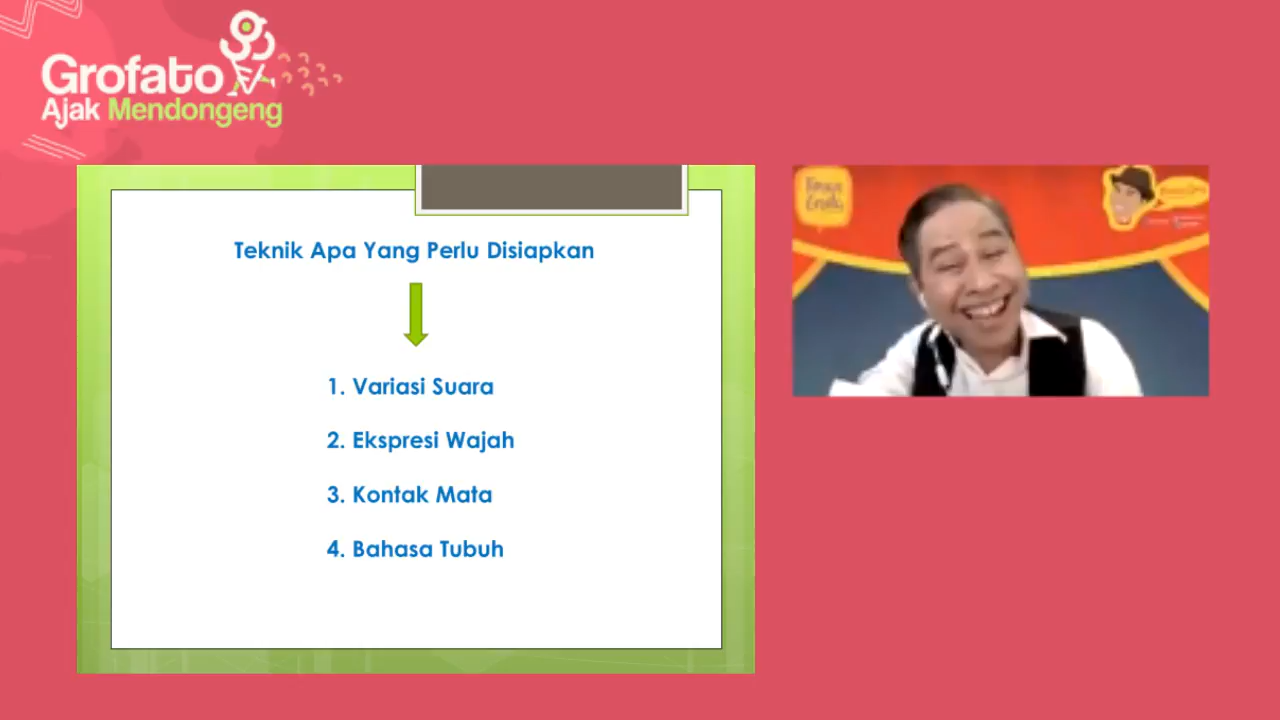 Grofato
Ajak Mendongeng
Teknik Apa Yang Perlu Disiapkan
1. Variasi Suara
2. Ekspresi Wajah
3. Kontak Mata
4. Bahasa Tubuh